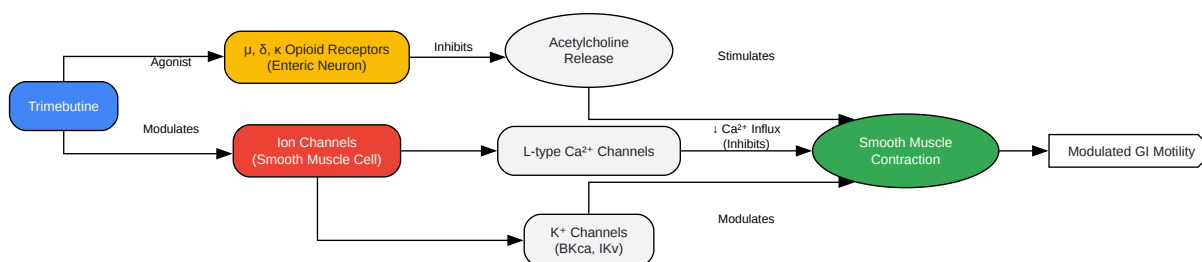 Trimebutine
Agonist
μ, δ, κ Opioid Receptors
(Enteric Neuron)
Inhibits
Acetylcholine
Release
Stimulates
Modulates
Ion Channels
(Smooth Muscle Cell)
L-type Ca²⁺ Channels
↓ Ca²⁺ Influx
(Inhibits)
Smooth Muscle
Contraction
Modulated GI Motility
K⁺ Channels
(BKca, IKv)
Modulates